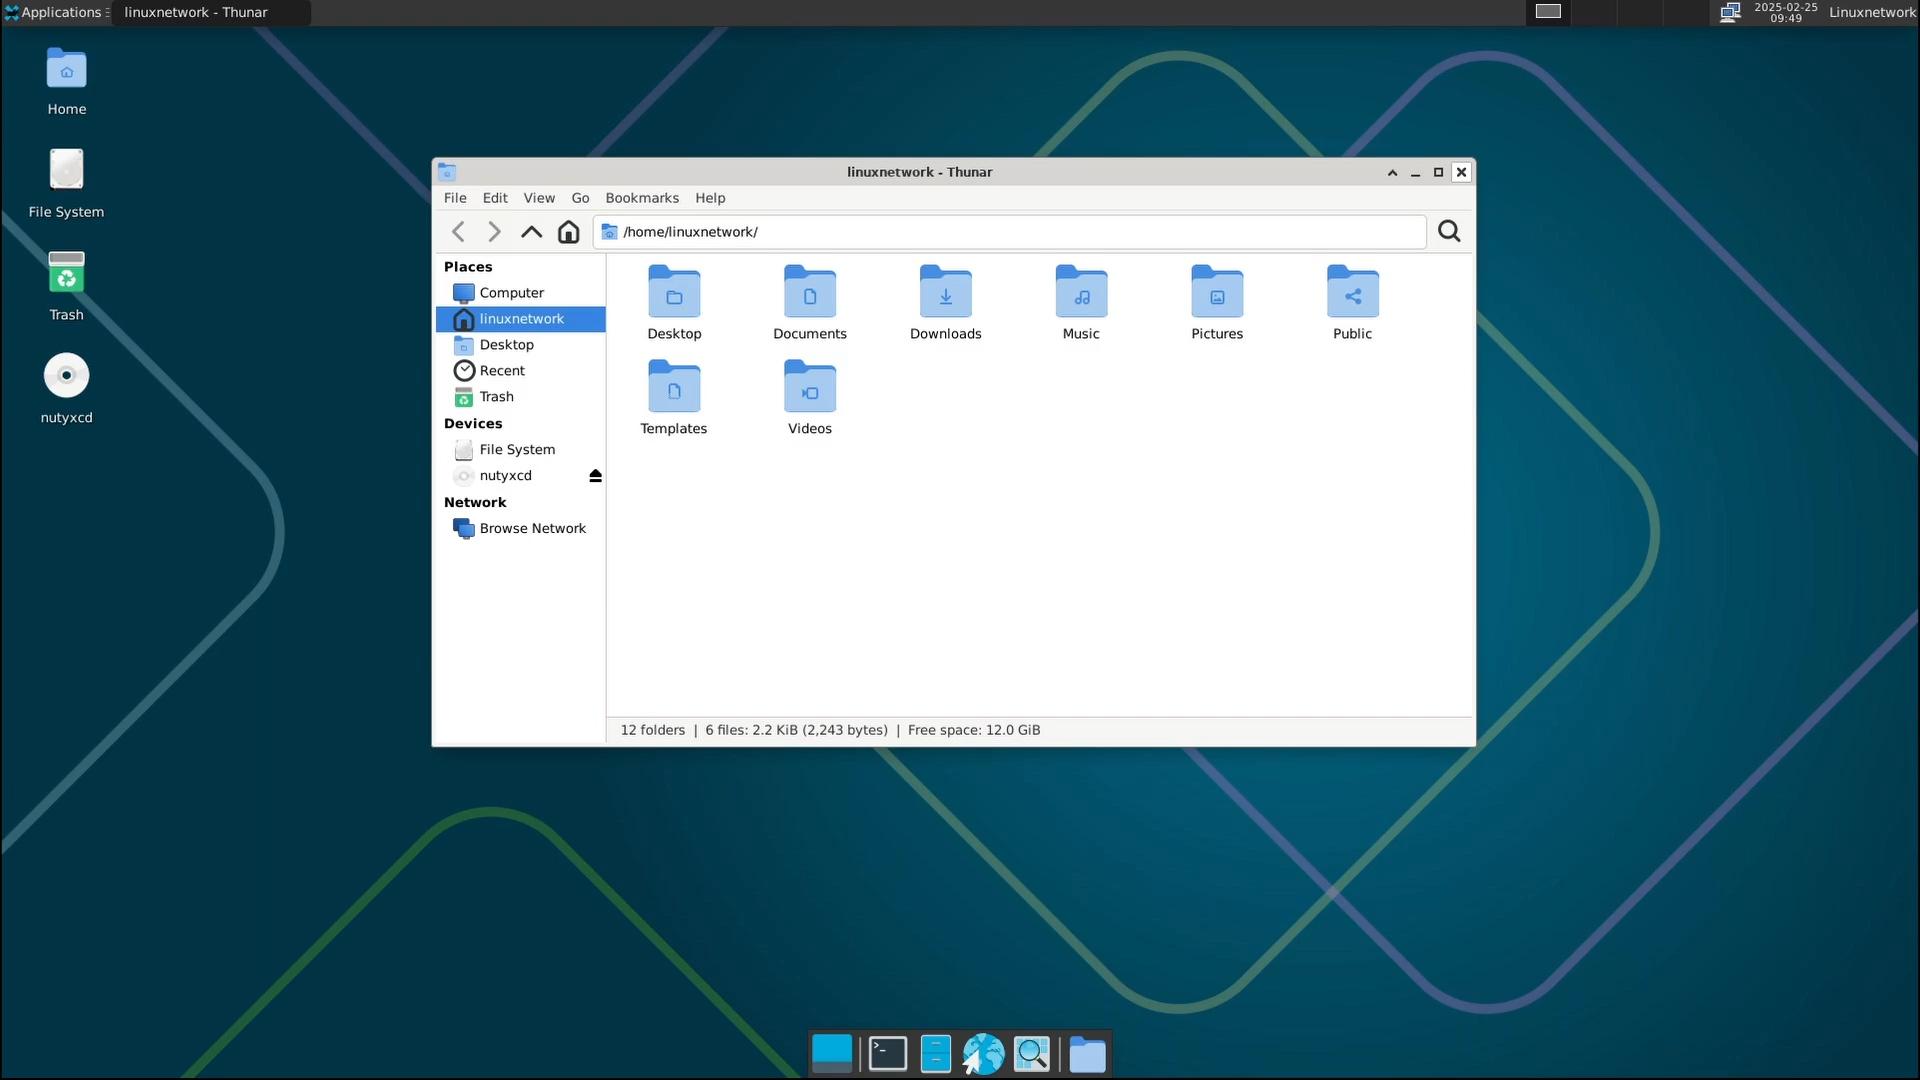 Applications
linuxnetwork - Thunar
2025-02-25
09:49
Linuxnetwork
Home
File System
Trash
nutyxcd
linuxnetwork - Thunar
File Edit View Go Bookmarks Help
/home/linuxnetwork/
Places
Computer
linuxnetwork
Desktop
Recent
Trash
Devices
File System
nutyxcd
Network
Browse Network
Desktop Documents Downloads Music Pictures Public
Templates Videos
12 folders | 6 files: 2.2 KiB (2,243 bytes) | Free space: 12.0 GiB